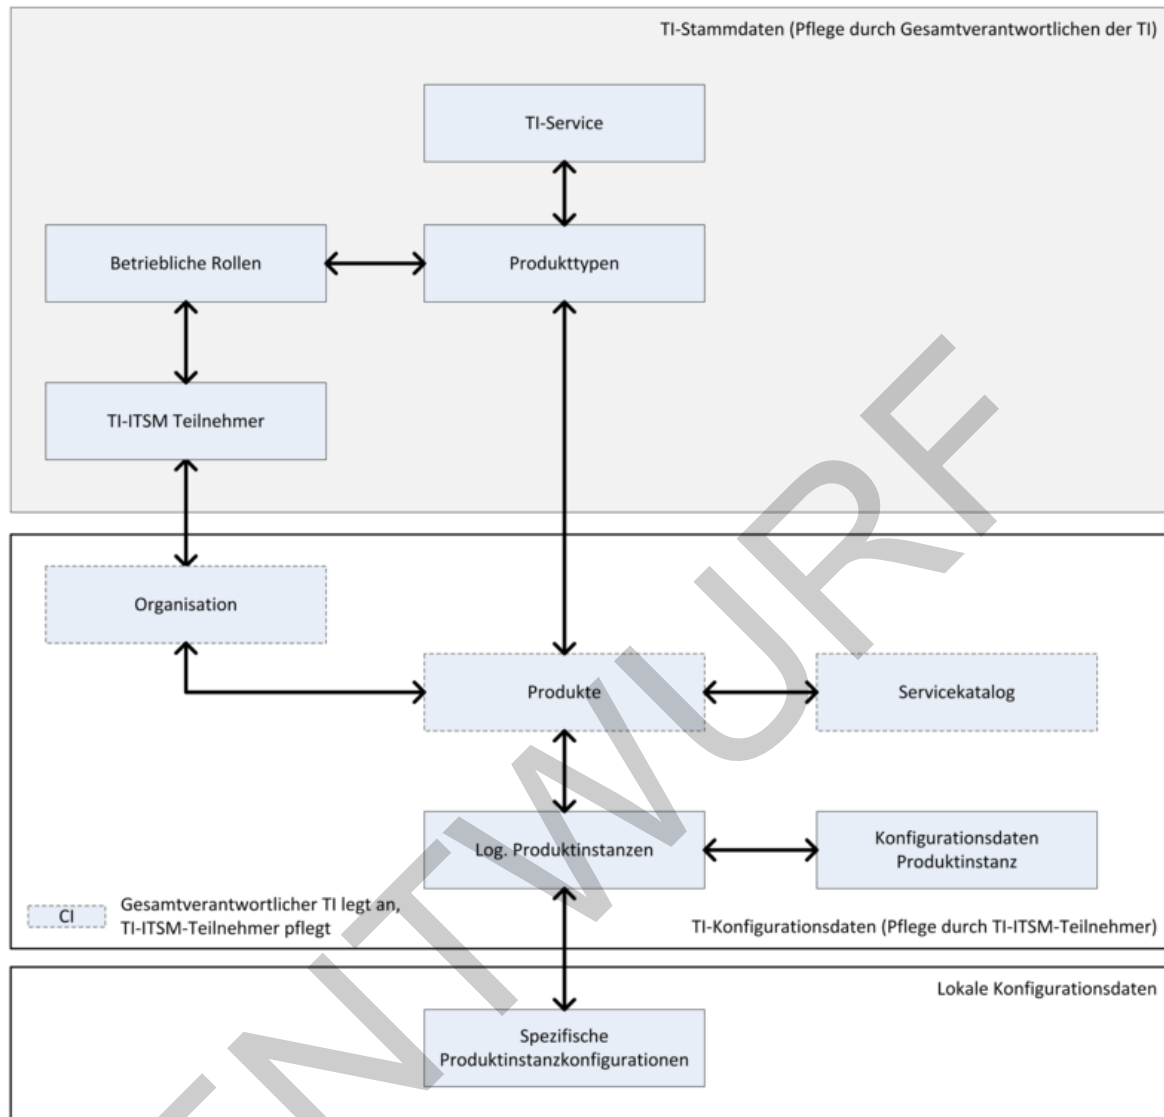 TI-Stammdaten (Pflege durch Gesamtverantwortlichen der TI)
TI-Service
Betriebliche Rollen
Produkttypen
TI-ITSM Teilnehmer
Organisation
Produkte
Servicekatalog
Log. Produktinstanzen
Konfigurationsdaten
Produktinstanz
CI
Gesamtverantwortlicher TI legt an,
TI-ITSM-Teilnehmer pflegt
TI-Konfigurationsdaten (Pflege durch TI-ITSM-Teilnehmer)
Lokale Konfigurationsdaten
Spezifische
Produktinstanzkonfigurationen
ENTWURF